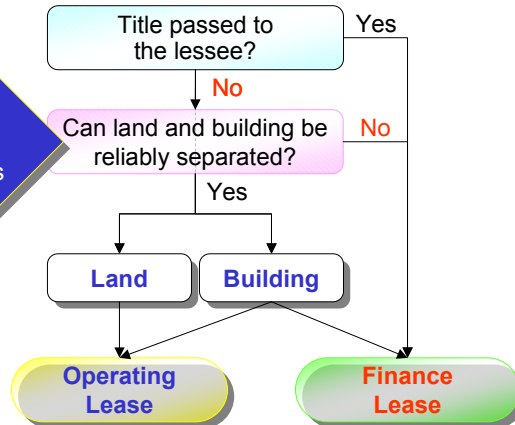 Title passed to
the lessee?
Yes
No
Can land and building be
reliably separated?
No
s
Yes
Land
Building
Operating
Lease
Finance
Lease